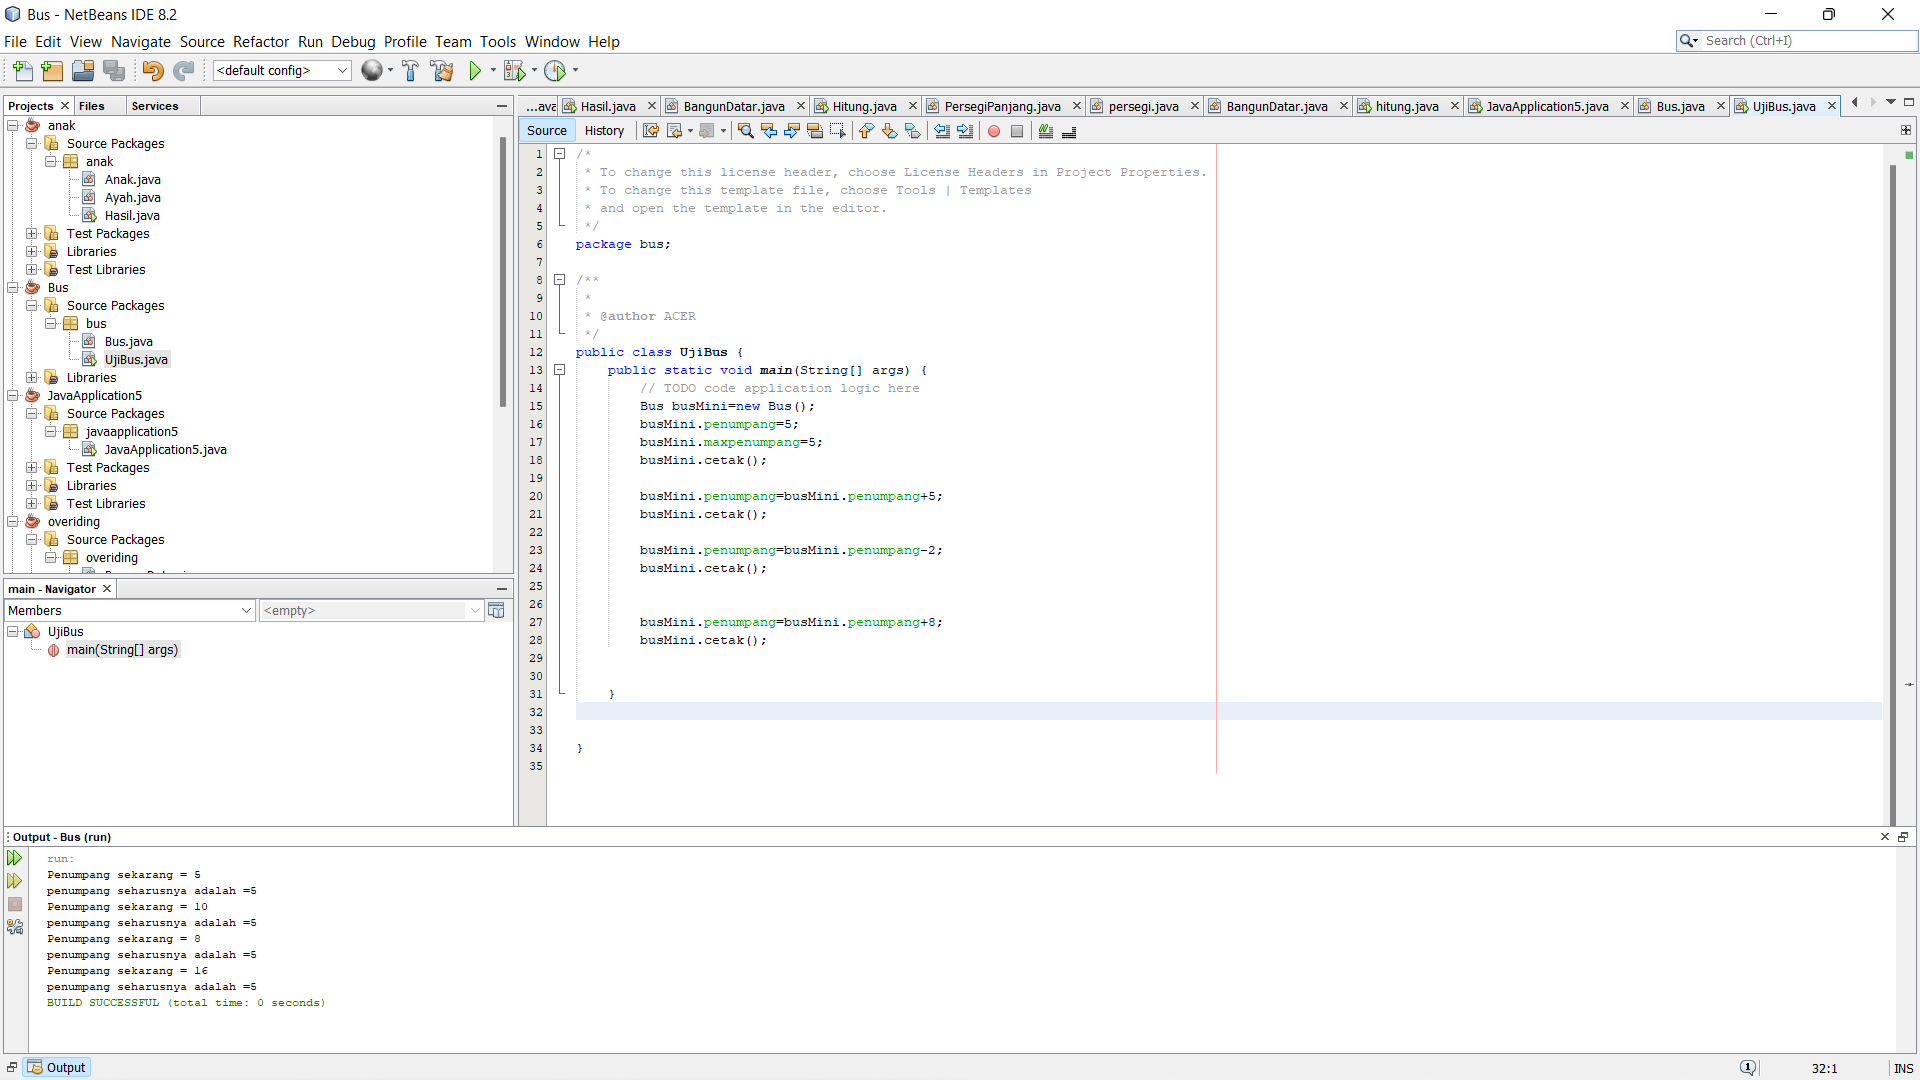 Bus - NetBeans IDE 8.2
File Edit View Navigate Source Refactor Run Debug Profile Team Tools Window Help
Search (Ctrl+I)
<default config>
Projects Files Services
anak
Source Packages
anak
Anak.java
Ayah.java
Hasil.java
Test Packages
Libraries
Test Libraries
Bus
Source Packages
bus
Bus.java
UjiBus.java
Libraries
JavaApplication5
Source Packages
javaapplication5
JavaApplication5.java
Test Packages
Libraries
Test Libraries
overiding
Source Packages
overiding
main - Navigator
Members
<empty>
UjiBus
main(String[] args)
...ava Hasil.java BangunDatar.java Hitung.java PersegiPanjang.java persegi.java BangunDatar.java hitung.java JavaApplication5.java Bus.java UjiBus.java
Source History
1 /*
2 * To change this license header, choose License Headers in Project Properties.
3 * To change this template file, choose Tools | Templates
4 * and open the template in the editor.
5 */
6 package bus;
7
8 /**
9 *
10 * @author ACER
11 */
12 public class UjiBus {
13 public static void main(String[] args) {
14 // TODO code application logic here
15 Bus busMini=new Bus();
16 busMini.penumpang=5;
17 busMini.maxpenumpang=5;
18 busMini.cetak();
19
20 busMini.penumpang=busMini.penumpang+5;
21 busMini.cetak();
22
23 busMini.penumpang=busMini.penumpang-2;
24 busMini.cetak();
25
26
27 busMini.penumpang=busMini.penumpang+8;
28 busMini.cetak();
29
30
31 }
32
33
34 }
35
Output - Bus (run)
run:
Penumpang sekarang = 5
penumpang seharusnya adalah =5
Penumpang sekarang = 10
penumpang seharusnya adalah =5
Penumpang sekarang = 8
penumpang seharusnya adalah =5
Penumpang sekarang = 16
penumpang seharusnya adalah =5
BUILD SUCCESSFUL (total time: 0 seconds)
Output
1
32:1
INS